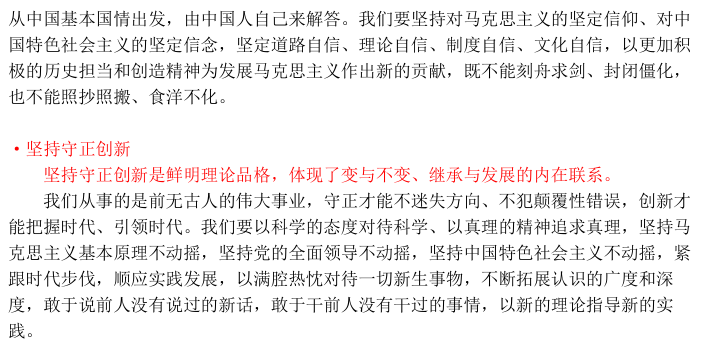 从中国基本国情出发，由中国人自己来解答。我们要坚持对马克思主义的坚定信仰、对中
国特色社会主义的坚定信念，坚定道路自信、理论自信、制度自信、文化自信，以更加积
极的历史担当和创造精神为发展马克思主义作出新的贡献，既不能刻舟求剑、封闭僵化，
也不能照抄照搬、食洋不化。
·坚持守正创新
坚持守正创新是鲜明理论品格，体现了变与不变、继承与发展的内在联系。
我们从事的是前无古人的伟大事业，守正才能不迷失方向、不犯颠覆性错误，创新才
能把握时代、引领时代。我们要以科学的态度对待科学、以真理的精神追求真理，坚持马
克思主义基本原理不动摇，坚持党的全面领导不动摇，坚持中国特色社会主义不动摇，紧
跟时代步伐，顺应实践发展，以满腔热忱对待一切新生事物，不断拓展认识的广度和深
度，敢于说前人没有说过的新话，敢于干前人没有干过的事情，以新的理论指导新的实
践。